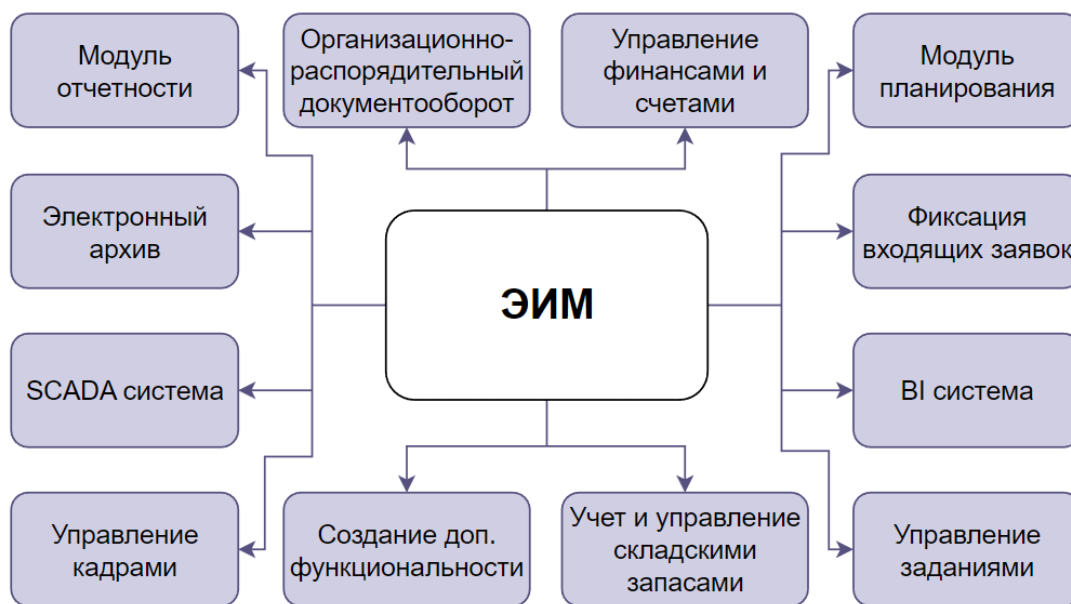 Модуль
отчетности
Организационно-
распорядительный
документооборот
Управление
финансами и
счетами
Модуль
планирования
Электронный
архив
ЭИМ
Фиксация
входящих заявок
SCADA система
BI система
Управление
кадрами
Создание доп.
функциональности
Учет и управление
складскими
запасами
Управление
заданиями